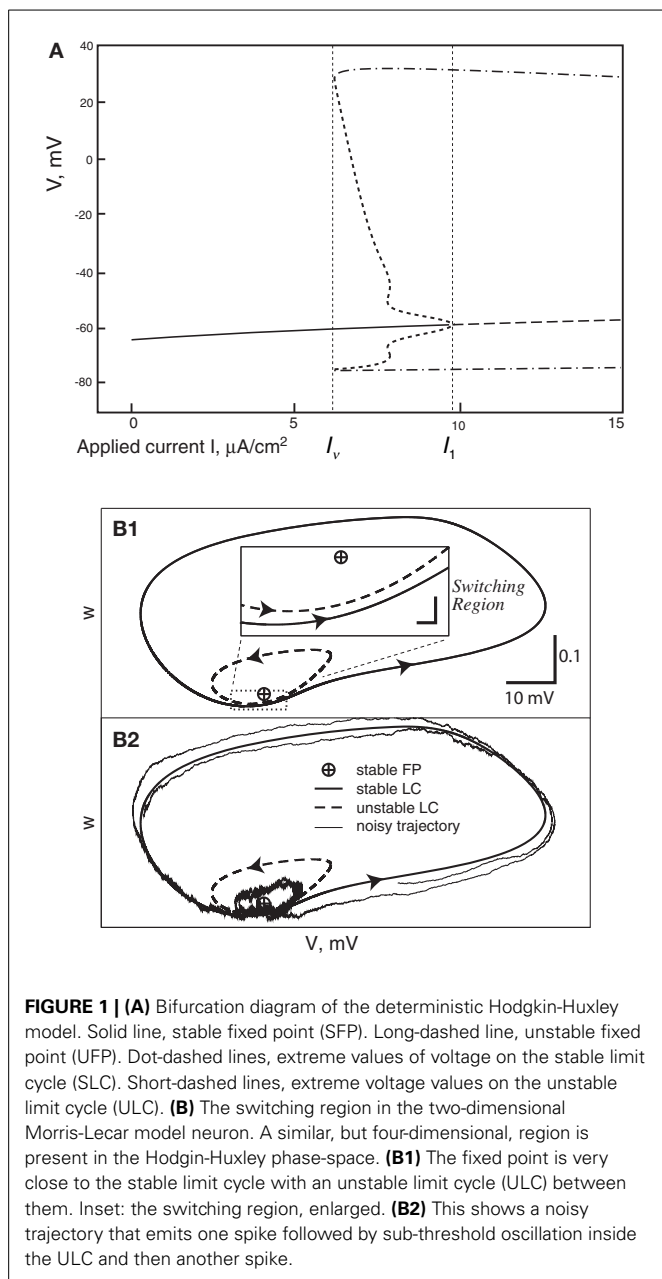 A
40
20
0
-20
-40
-60
-80
V, mV
0
5
10
15
Applied current I, μA/cm²
Iν
I1
B1
w
Switching
Region
0.1
10 mV
B2
w
stable FP
stable LC
unstable LC
noisy trajectory
V, mV
FIGURE 1 | (A) Bifurcation diagram of the deterministic Hodgkin-Huxley
model. Solid line, stable fixed point (SFP). Long-dashed line, unstable fixed
point (UFP). Dot-dashed lines, extreme values of voltage on the stable limit
cycle (SLC). Short-dashed lines, extreme voltage values on the unstable
limit cycle (ULC). (B) The switching region in the two-dimensional
Morris-Lecar model neuron. A similar, but four-dimensional, region is
present in the Hodgin-Huxley phase-space. (B1) The fixed point is very
close to the stable limit cycle with an unstable limit cycle (ULC) between
them. Inset: the switching region, enlarged. (B2) This shows a noisy
trajectory that emits one spike followed by sub-threshold oscillation inside
the ULC and then another spike.